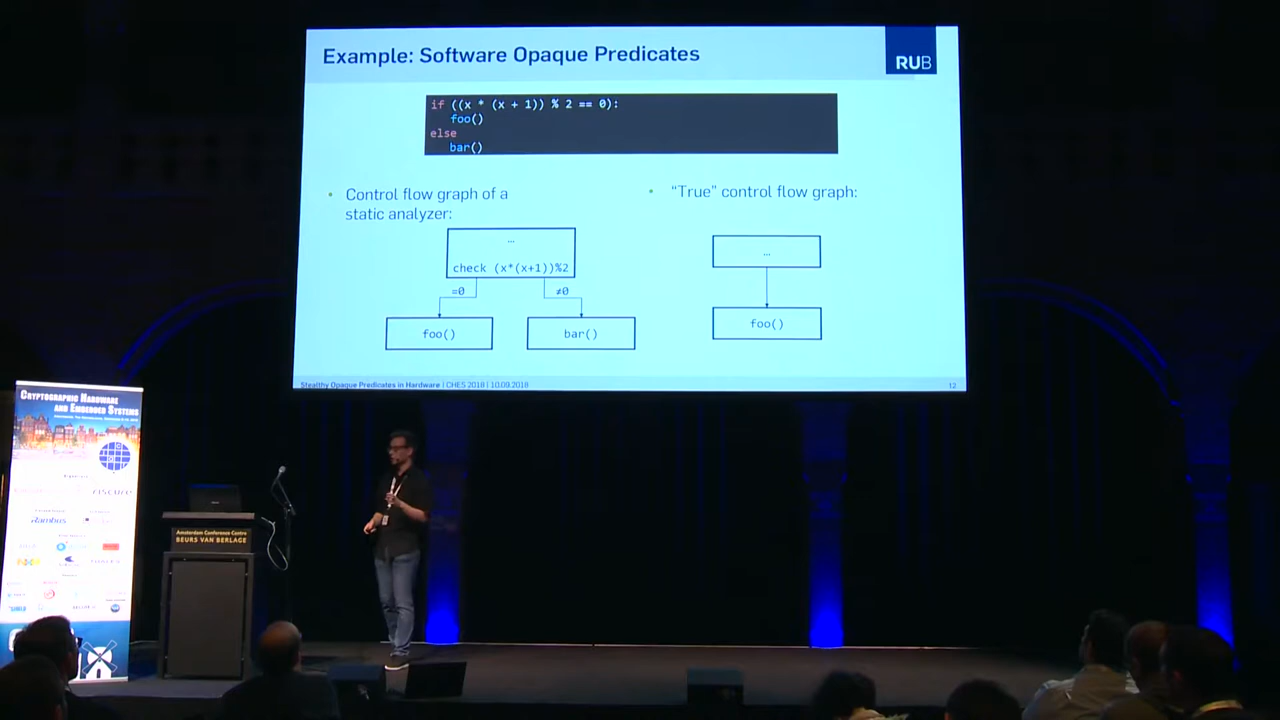 Example: Software Opaque Predicates
RUB
if ((x * (x + 1)) % 2 == 0):
foo()
else
bar()
• Control flow graph of a
static analyzer:
• "True" control flow graph:
...
check (x*(x+1))%2
=0
≠0
foo()
bar()
...
foo()
Stealthy Opaque Predicates in Hardware | CHES 2018 | 10.09.2018
12
Cryptographic Hardware
and Embedded Systems
riscure
Rambus
Amsterdam Conference Centre
BEURS VAN BERLAGE